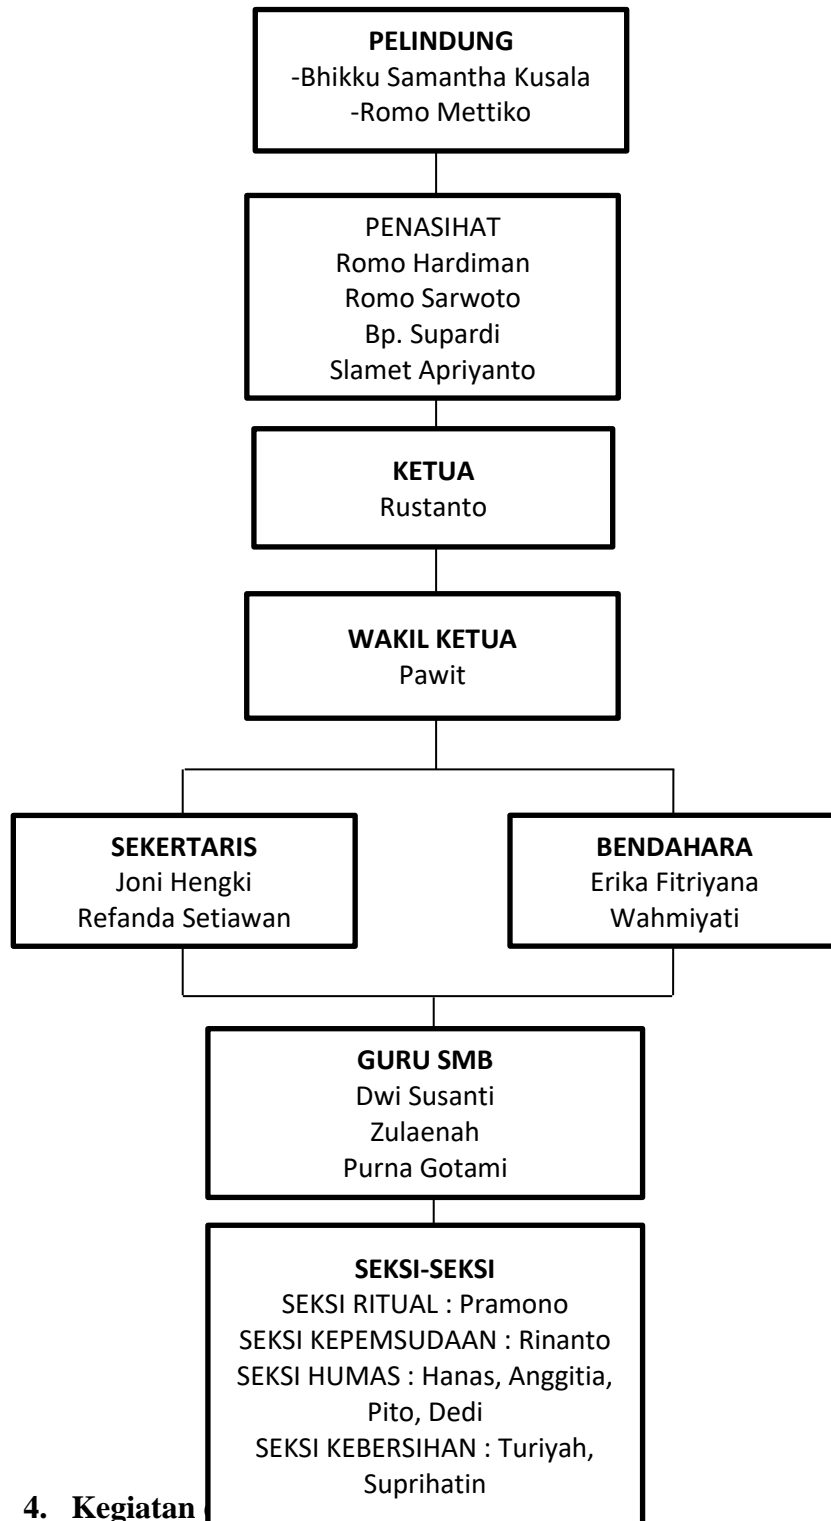 PELINDUNG
-Bhikku Samantha Kusala
-Romo Mettiko
PENASIHAT
Romo Hardiman
Romo Sarwoto
Bp. Supardi
Slamet Apriyanto
KETUA
Rustanto
WAKIL KETUA
Pawit
SEKERTARIS
Joni Hengki
Refanda Setiawan
BENDAHARA
Erika Fitriyana
Wahmiyati
GURU SMB
Dwi Susanti
Zulaenah
Purna Gotami
SEKSI-SEKSI
SEKSI RITUAL : Pramono
SEKSI KEPEMSUDAAN : Rinanto
SEKSI HUMAS : Hanas, Anggitia,
Pito, Dedi
SEKSI KEBERSIHAN : Turiyah,
Suprihatin
4. Kegiatan